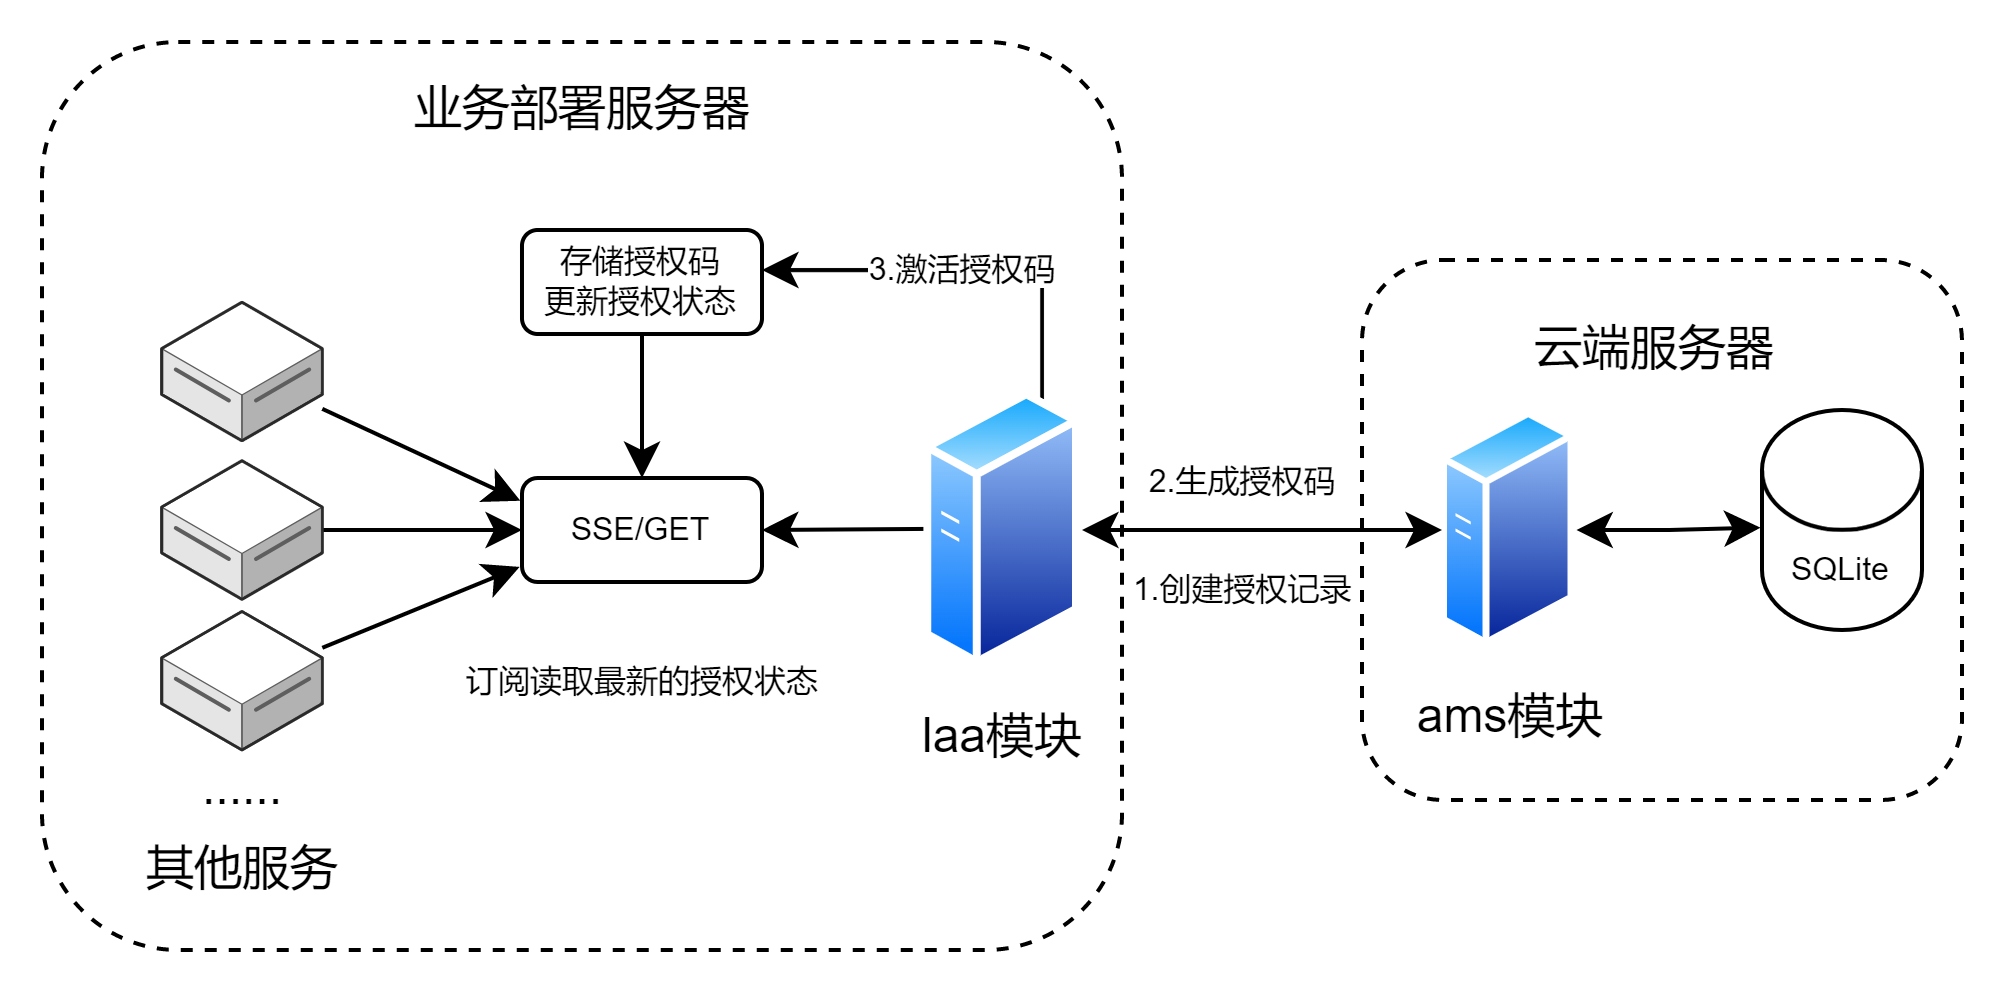 业务部署服务器
存储授权码
更新授权状态
3.激活授权码
SSE/GET
订阅读取最新的授权状态
laa模块
......
其他服务
2.生成授权码
1.创建授权记录
云端服务器
SQLite
ams模块